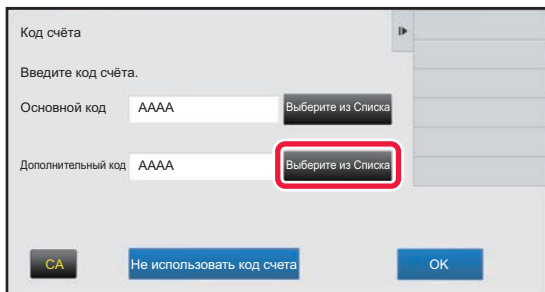 Код счёта
Введите код счёта.
Основной код AAAA Выберите из Списка
Дополнительный код AAAA Выберите из Списка
CA Не использовать код счета OK